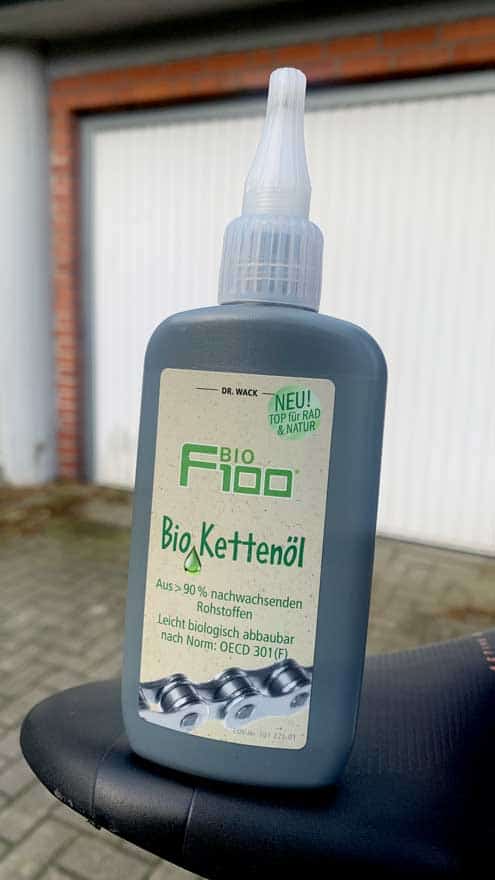 DR. WACK
NEU!
TOP für RAD
& NATUR
BIO
F100®
Bio Kettenöl
Aus > 90 % nachwachsenden
Rohstoffen
Leicht biologisch abbaubar
nach Norm: OECD 301(F)